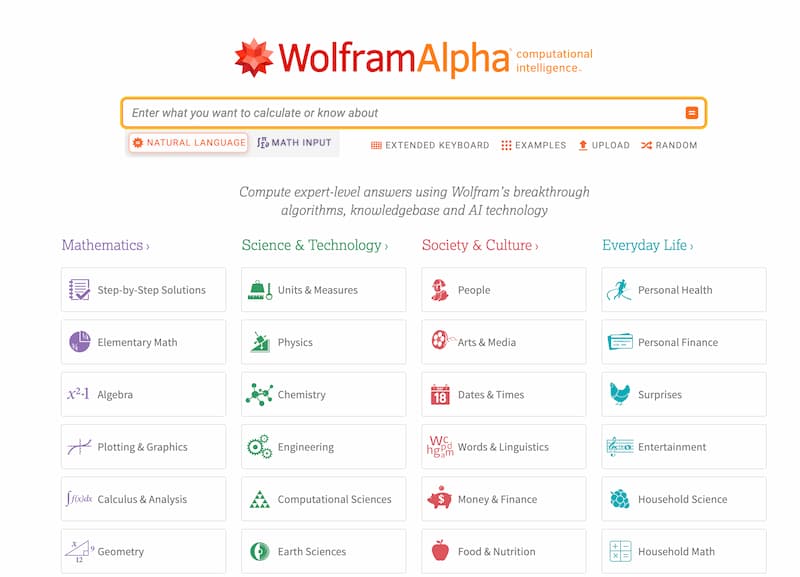 WolframAlpha computational
intelligence.
Enter what you want to calculate or know about
NATURAL LANGUAGE MATH INPUT EXTENDED KEYBOARD EXAMPLES UPLOAD RANDOM
Compute expert-level answers using Wolfram's breakthrough
algorithms, knowledgebase and AI technology
Mathematics ›
Step-by-Step Solutions
Elementary Math
x²-1 Algebra
Plotting & Graphics
∫f(x)dx Calculus & Analysis
x 9 12 Geometry
Science & Technology ›
Units & Measures
Physics
Chemistry
Engineering
Computational Sciences
Earth Sciences
Society & Culture ›
People
Arts & Media
18 Dates & Times
Words & Linguistics
$ Money & Finance
Food & Nutrition
Everyday Life ›
Personal Health
Personal Finance
Surprises
Entertainment
Household Science
Household Math